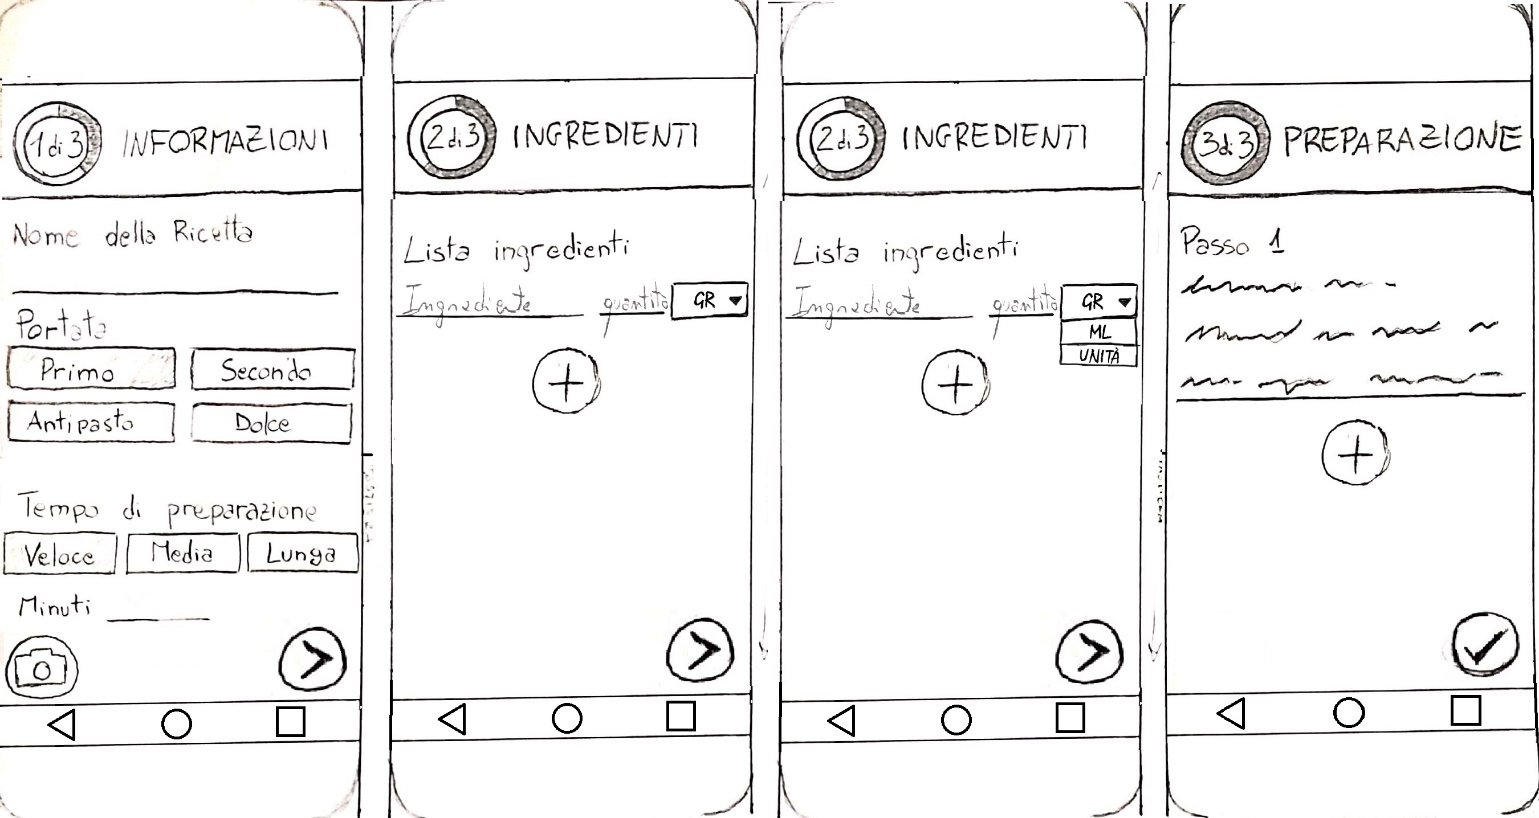 1 di 3 INFORMAZIONI
Nome della Ricetta
Portata
Primo Secondo
Antipasto Dolce
Tempo di preparazione
Veloce Media Lunga
Minuti
2 di 3 INGREDIENTI
Lista ingredienti
Ingrediente quantità GR
2 di 3 INGREDIENTI
Lista ingredienti
Ingrediente quantità GR
ML
UNITÀ
3 di 3 PREPARAZIONE
Passo 1